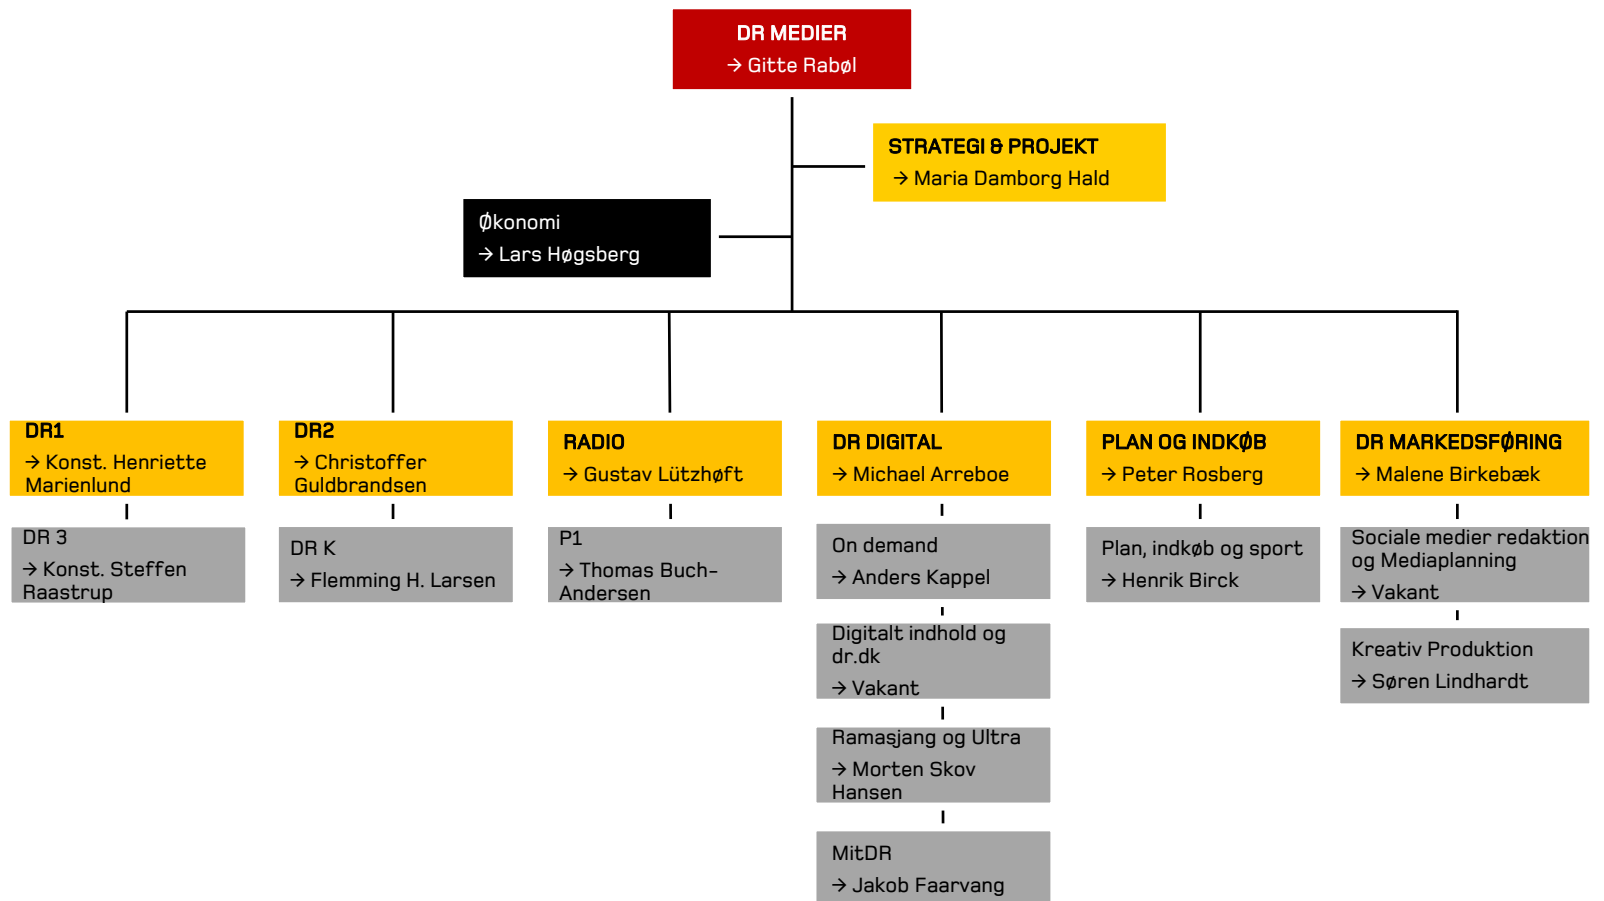 DR MEDIER
→ Gitte Rabøl
STRATEGI & PROJEKT
→ Maria Damborg Hald
Økonomi
→ Lars Høgsberg
DR1
→ Konst. Henriette
Marienlund
DR 3
→ Konst. Steffen
Raastrup
DR2
→ Christoffer
Guldbrandsen
DR K
→ Flemming H. Larsen
RADIO
→ Gustav Lützhøft
P1
→ Thomas Buch-
Andersen
DR DIGITAL
→ Michael Arreboe
On demand
→ Anders Kappel
Digitalt indhold og
dr.dk
→ Vakant
Ramasjang og Ultra
→ Morten Skov
Hansen
MitDR
→ Jakob Faarvang
PLAN OG INDKØB
→ Peter Rosberg
Plan, indkøb og sport
→ Henrik Birck
DR MARKEDSFØRING
→ Malene Birkebæk
Sociale medier redaktion
og Mediaplanning
→ Vakant
Kreativ Produktion
→ Søren Lindhardt